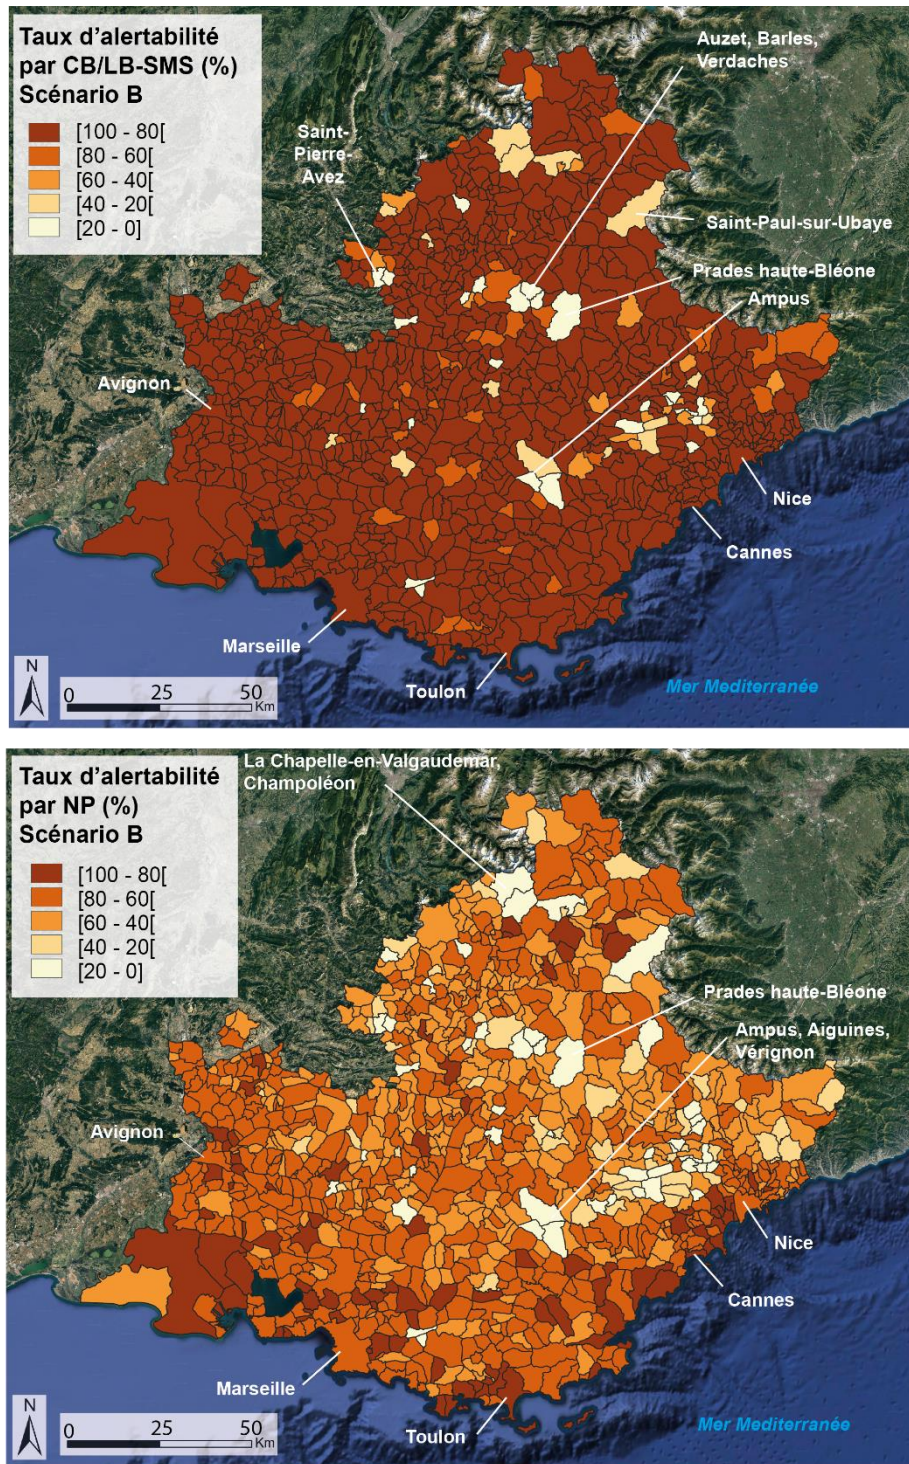 Taux d'alertabilité
par CB/LB-SMS (%)
Scénario B
[100 - 80[
[80 - 60[
[60 - 40[
[40 - 20[
[20 - 0]
Auzet, Barles,
Verdaches
Saint-
Pierre-
Avez
Saint-Paul-sur-Ubaye
Prades haute-Bléone
Ampus
Avignon
Nice
Cannes
Marseille
Toulon
Mer Mediterranée
N
0 25 50
Km
La Chapelle-en-Valgaudemar,
Champoléon
Taux d'alertabilité
par NP (%)
Scénario B
[100 - 80[
[80 - 60[
[60 - 40[
[40 - 20[
[20 - 0]
Prades haute-Bléone
Ampus, Aiguines,
Vérignon
Avignon
Nice
Cannes
Marseille
Toulon
Mer Mediterranée
N
0 25 50
Km